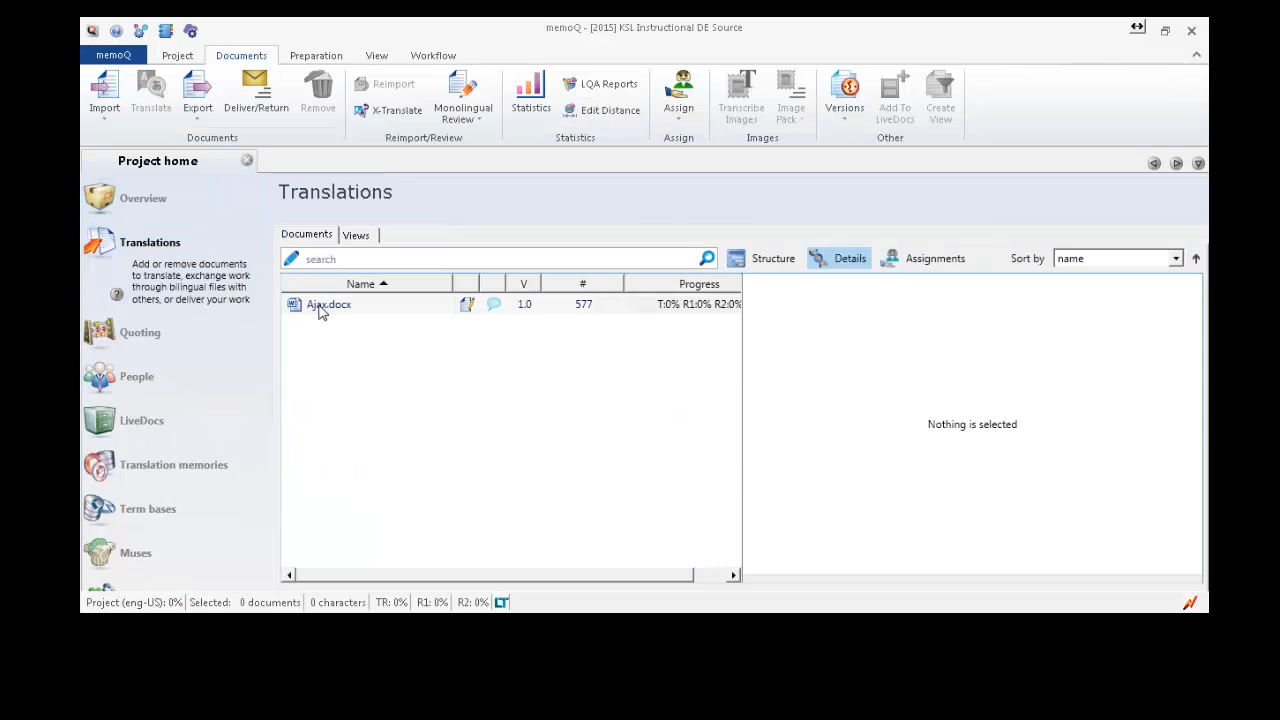 memoQ - [2015] KSL Instructional DE Source
memoQ Project Documents Preparation View Workflow
Import Translate Export Deliver/Return Remove
Documents
Reimport
X-Translate
Monolingual Review
Reimport/Review
Statistics
LQA Reports
Edit Distance
Statistics
Assign
Assign
Transcribe Images
Image Pack
Images
Versions
Add To LiveDocs
Create View
Other
Project home
Overview
Translations
Add or remove documents
to translate, exchange work
through bilingual files with
others, or deliver your work
Quoting
People
LiveDocs
Translation memories
Term bases
Muses
Translations
Documents Views
search
Structure Details Assignments Sort by name
Name V # Progress
Ajax.docx 1.0 577 T:0% R1:0% R2:0%
Nothing is selected
Project (eng-US): 0% Selected: 0 documents 0 characters TR: 0% R1: 0% R2: 0% LT